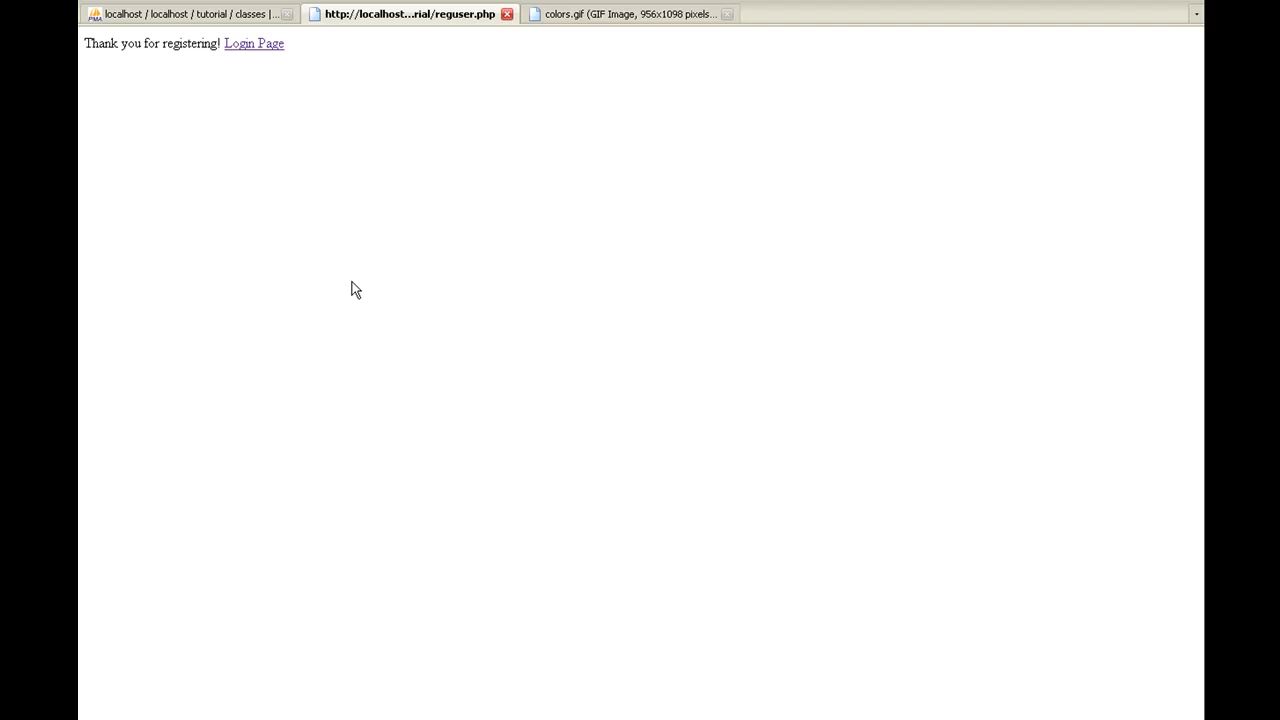 localhost / localhost / tutorial / classes |...
http://localhost...rial/reguser.php
colors.gif (GIF Image, 956x1098 pixels...
Thank you for registering! Login Page